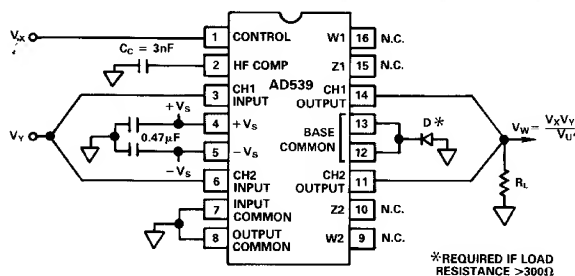 Vx
CC = 3nF
VY
+VS
0.47μF
−VS
1 CONTROL
2 HF COMP
3 CH1 INPUT
4 +VS
5 −VS
6 CH2 INPUT
7 INPUT COMMON
8 OUTPUT COMMON
AD539
W1 16 N.C.
Z1 15 N.C.
CH1 OUTPUT 14
BASE COMMON 13
12
CH2 OUTPUT 11
Z2 10 N.C.
W2 9 N.C.
D*
VW = VXVY
VU'
RL
*REQUIRED IF LOAD
RESISTANCE >300Ω